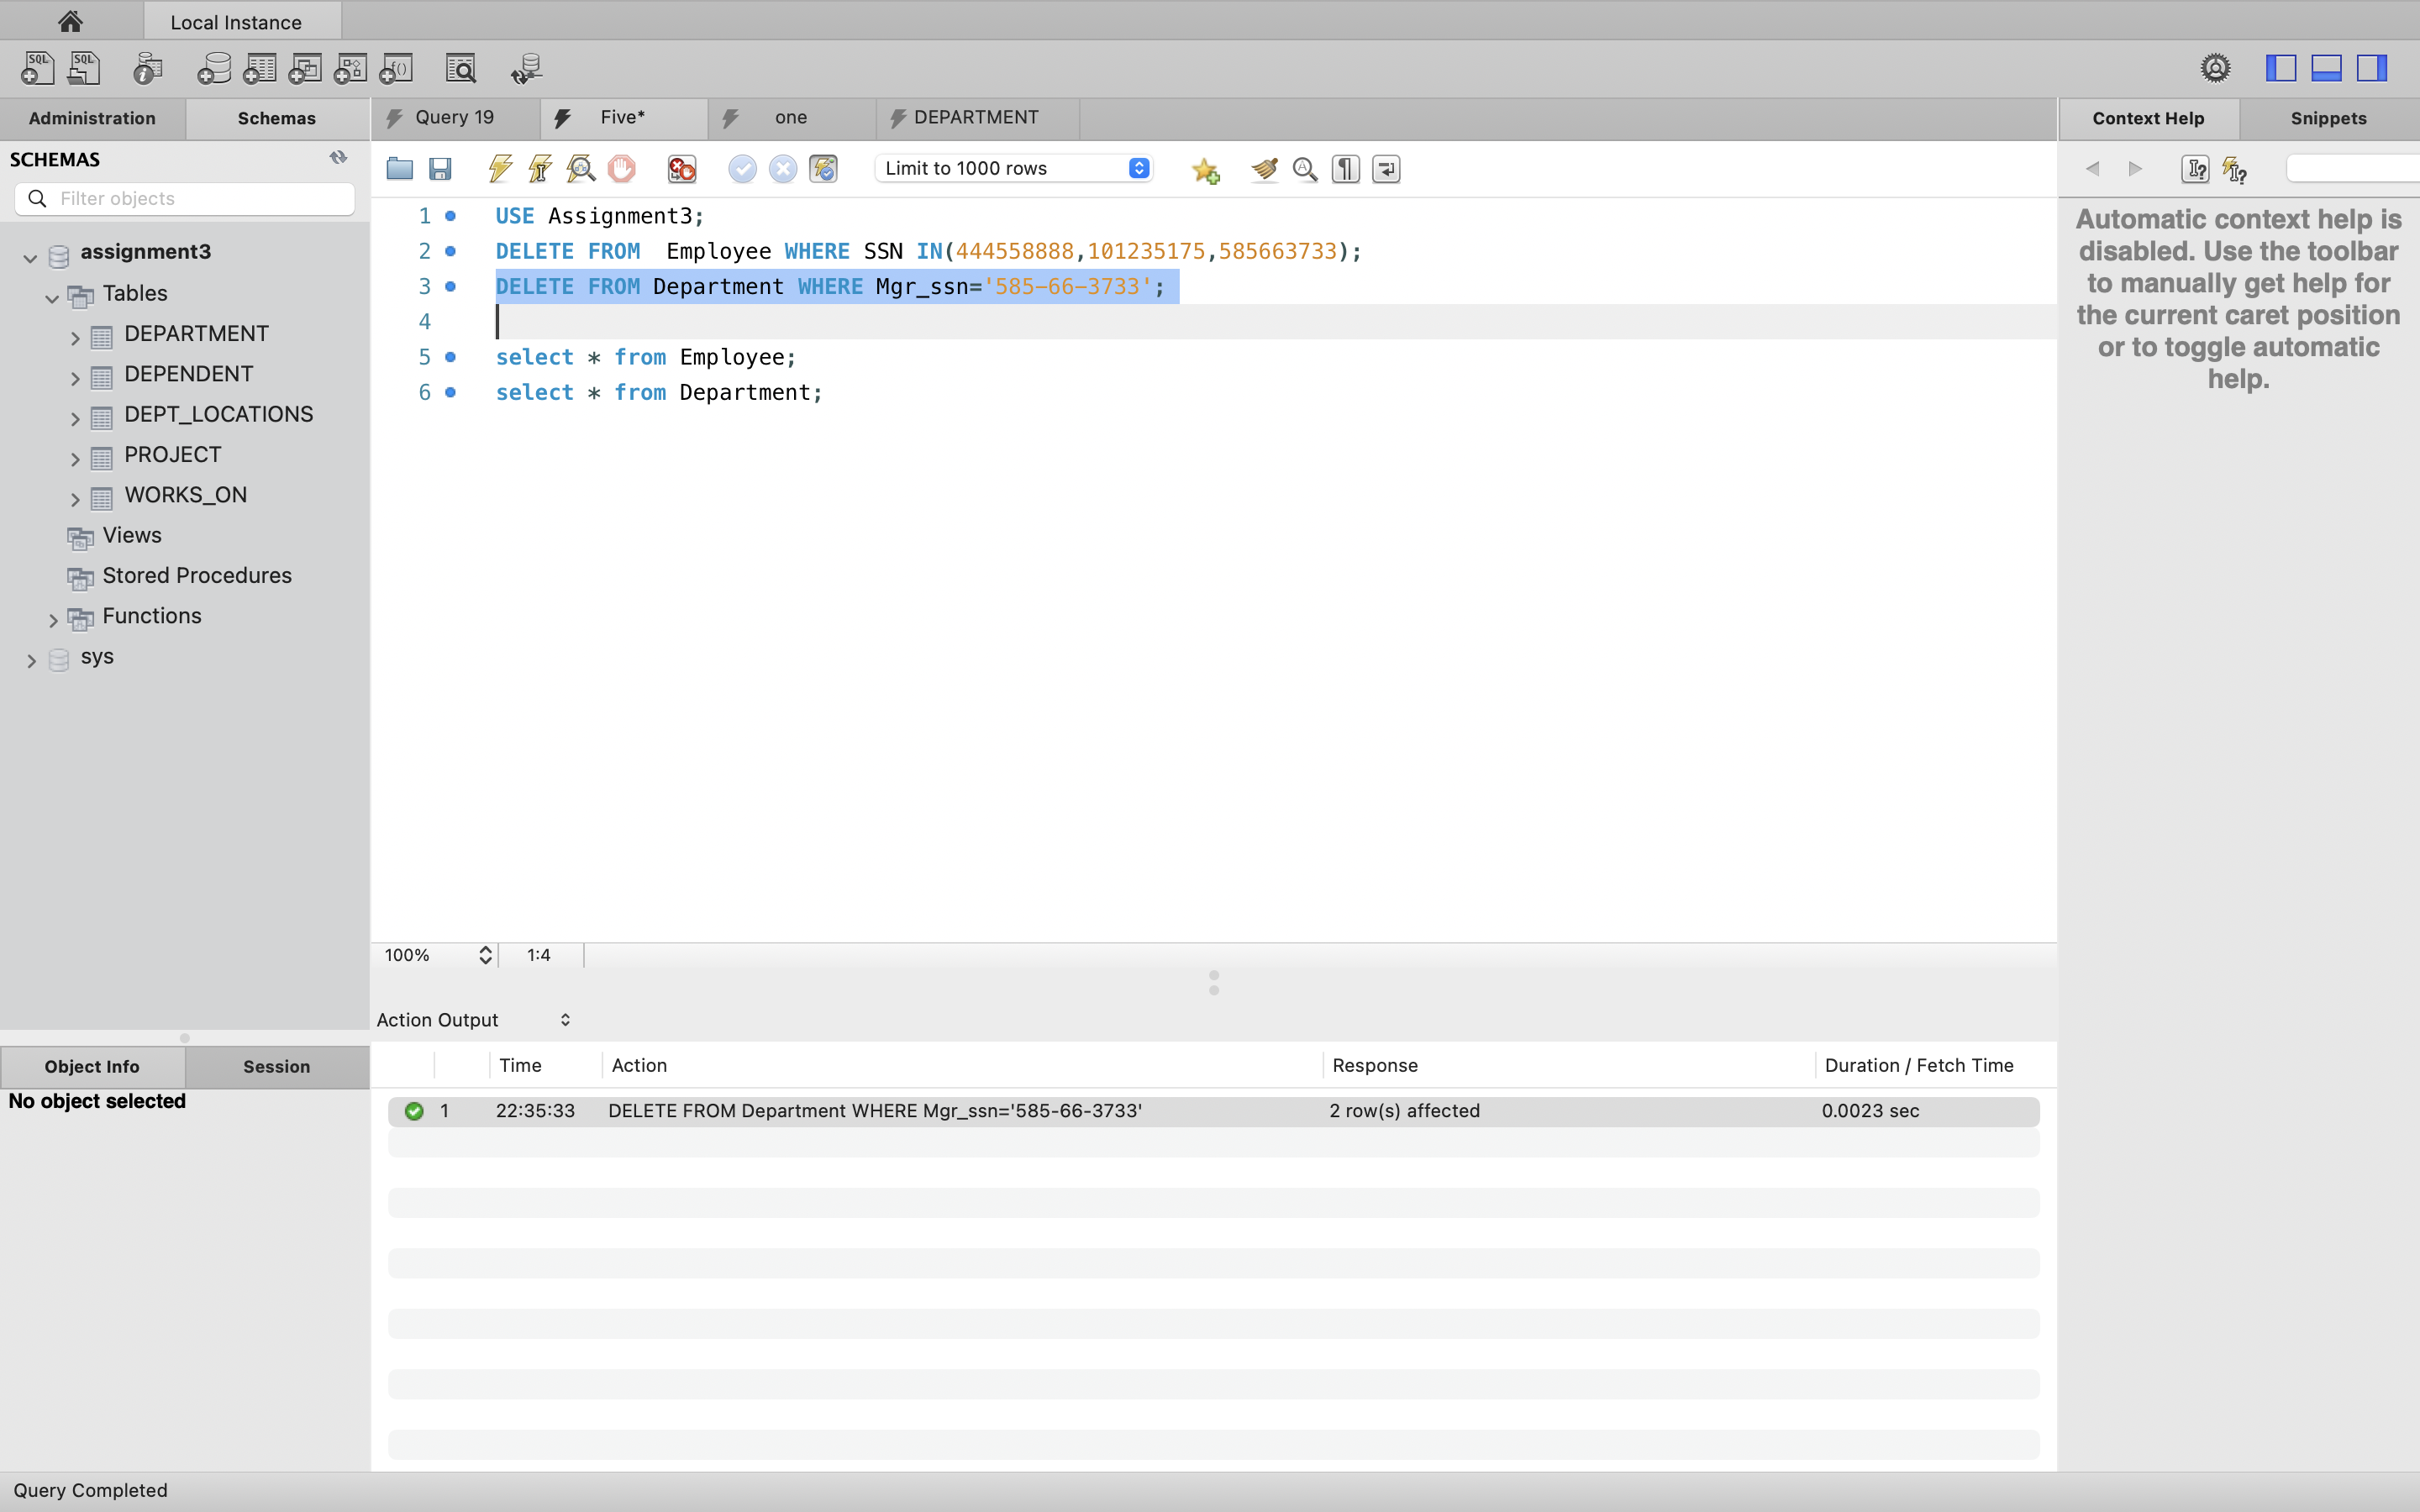 Local Instance
Administration
Schemas
Query 19
Five*
one
DEPARTMENT
Context Help
Snippets
SCHEMAS
Filter objects
Limit to 1000 rows
assignment3
Tables
DEPARTMENT
DEPENDENT
DEPT_LOCATIONS
PROJECT
WORKS_ON
Views
Stored Procedures
Functions
sys
1 USE Assignment3;
2 DELETE FROM  Employee WHERE SSN IN(444558888,101235175,585663733);
3 DELETE FROM Department WHERE Mgr_ssn='585-66-3733';
4
5 select * from Employee;
6 select * from Department;
Automatic context help is
disabled. Use the toolbar
to manually get help for
the current caret position
or to toggle automatic
help.
100%
1:4
Action Output
Object Info
Session
No object selected
Time Action Response Duration / Fetch Time
1 22:35:33 DELETE FROM Department WHERE Mgr_ssn='585-66-3733' 2 row(s) affected 0.0023 sec
Query Completed